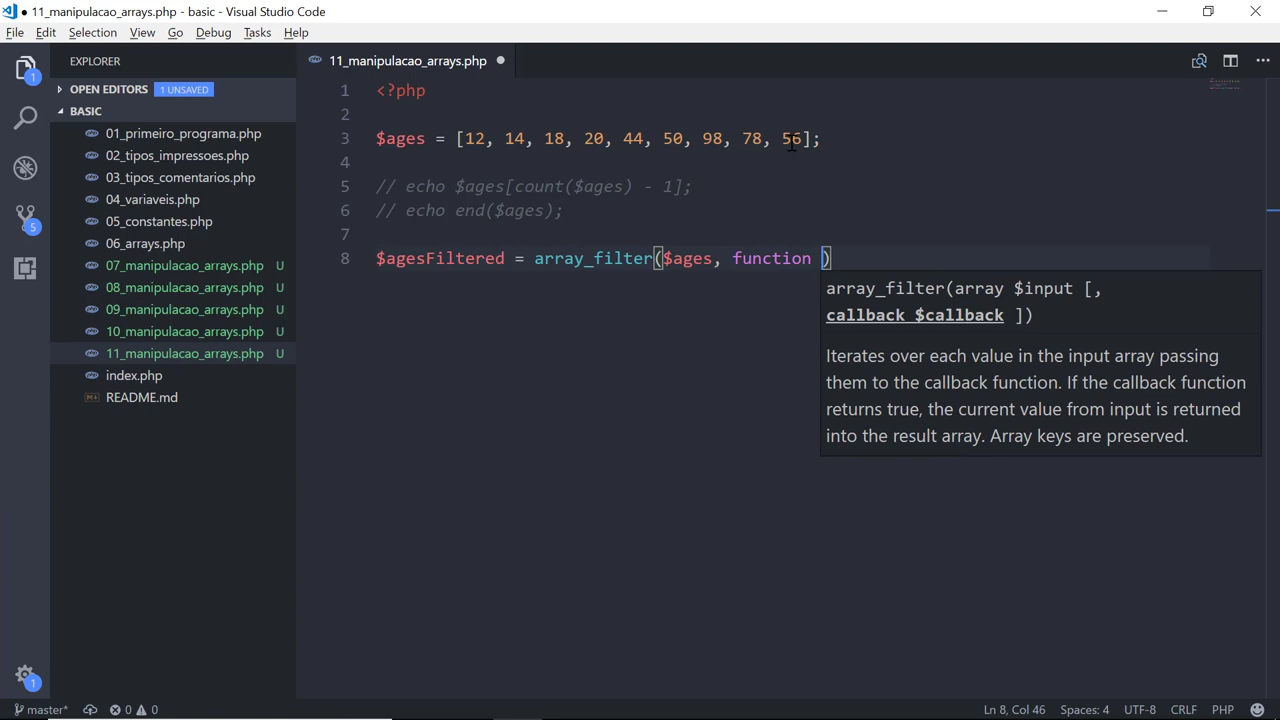 11_manipulacao_arrays.php - basic - Visual Studio Code
File Edit Selection View Go Debug Tasks Help
1
EXPLORER
11_manipulacao_arrays.php
OPEN EDITORS 1 UNSAVED
BASIC
01_primeiro_programa.php
02_tipos_impressoes.php
03_tipos_comentarios.php
04_variaveis.php
05_constantes.php
5
06_arrays.php
07_manipulacao_arrays.php U
08_manipulacao_arrays.php U
09_manipulacao_arrays.php U
10_manipulacao_arrays.php U
11_manipulacao_arrays.php U
index.php
README.md
1 <?php
2
3 $ages = [12, 14, 18, 20, 44, 50, 98, 78, 56];
4
5 // echo $ages[count($ages) - 1];
6 // echo end($ages);
7
8 $agesFiltered = array_filter($ages, function )
array_filter(array $input [,
callback $callback ])
Iterates over each value in the input array passing
them to the callback function. If the callback function
returns true, the current value from input is returned
into the result array. Array keys are preserved.
1
master* 0 0 Ln 8, Col 46 Spaces: 4 UTF-8 CRLF PHP